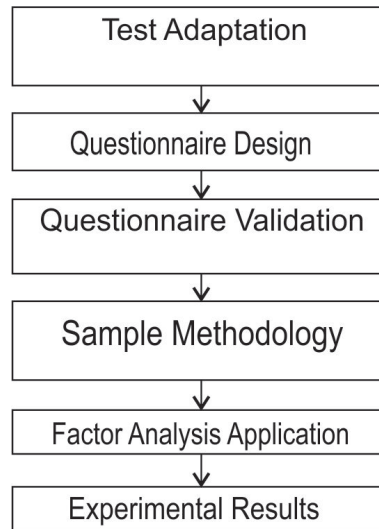 Test Adaptation
Questionnaire Design
Questionnaire Validation
Sample Methodology
Factor Analysis Application
Experimental Results